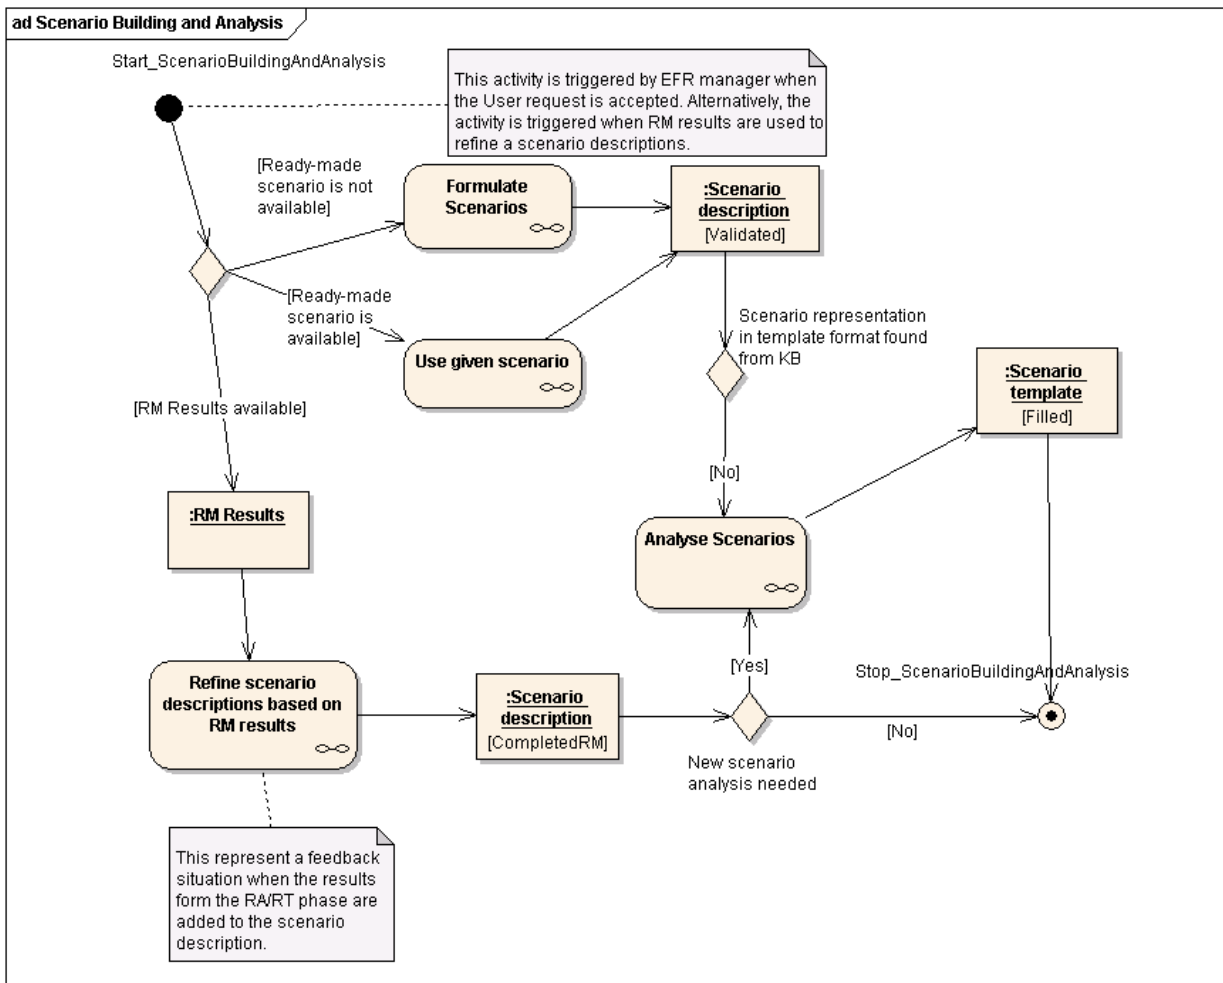 ad Scenario Building and Analysis
Start_ScenarioBuildingAndAnalysis
This activity is triggered by EFR manager when
the User request is accepted. Alternatively, the
activity is triggered when RM results are used to
refine a scenario descriptions.
[Ready-made
scenario is not
available]
Formulate
Scenarios
:Scenario
description
[Validated]
[Ready-made
scenario is
available]
Use given scenario
Scenario representation
in template format found
from KB
:Scenario
template
[Filled]
[RM Results available]
[No]
:RM Results
Analyse Scenarios
[Yes]
Stop_ScenarioBuildingAndAnalysis
Refine scenario
descriptions based on
RM results
:Scenario
description
[CompletedRM]
[No]
New scenario
analysis needed
This represent a feedback
situation when the results
form the RA/RT phase are
added to the scenario
description.